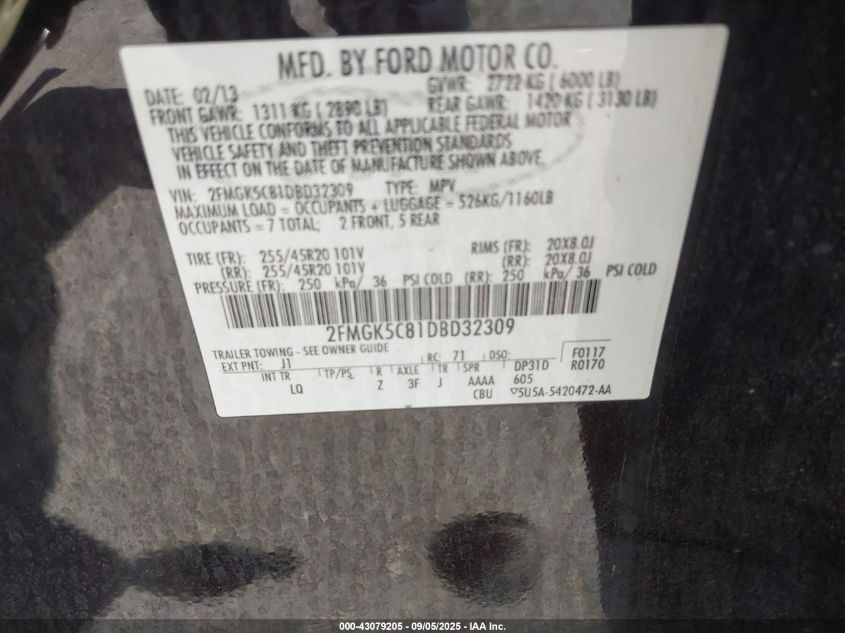 MFD. BY FORD MOTOR CO.
DATE: 02/13 GVWR: 2722 KG ( 6000 LB)
FRONT GAWR: 1311 KG ( 2890 LB) REAR GAWR: 1420 KG ( 3130 LB)
THIS VEHICLE CONFORMS TO ALL APPLICABLE FEDERAL MOTOR
VEHICLE SAFETY AND THEFT PREVENTION STANDARDS
IN EFFECT ON THE DATE OF MANUFACTURE SHOWN ABOVE.
VIN: 2FMGK5C81DBD32309 TYPE: MPV
MAXIMUM LOAD = OCCUPANTS + LUGGAGE = 526KG/1160LB
OCCUPANTS = 7 TOTAL; 2 FRONT, 5 REAR
TIRE (FR): 255/45R20 101V RIMS (FR): 20X8.0J
(RR): 255/45R20 101V (RR): 20X8.0J
PRESSURE (FR): 250 kPa/ 36 PSI COLD (RR): 250 kPa/ 36 PSI COLD
2FMGK5C81DBD32309
TRAILER TOWING - SEE OWNER GUIDE
EXT PNT: J1 RC: 71 DSO: F0117
INT TR TP/PS R AXLE TR SPR DP31D R0170
LQ Z 3F J AAAA 605
CBU ▽5U5A-5420472-AA
000-43079205 - 09/05/2025 - IAA Inc.